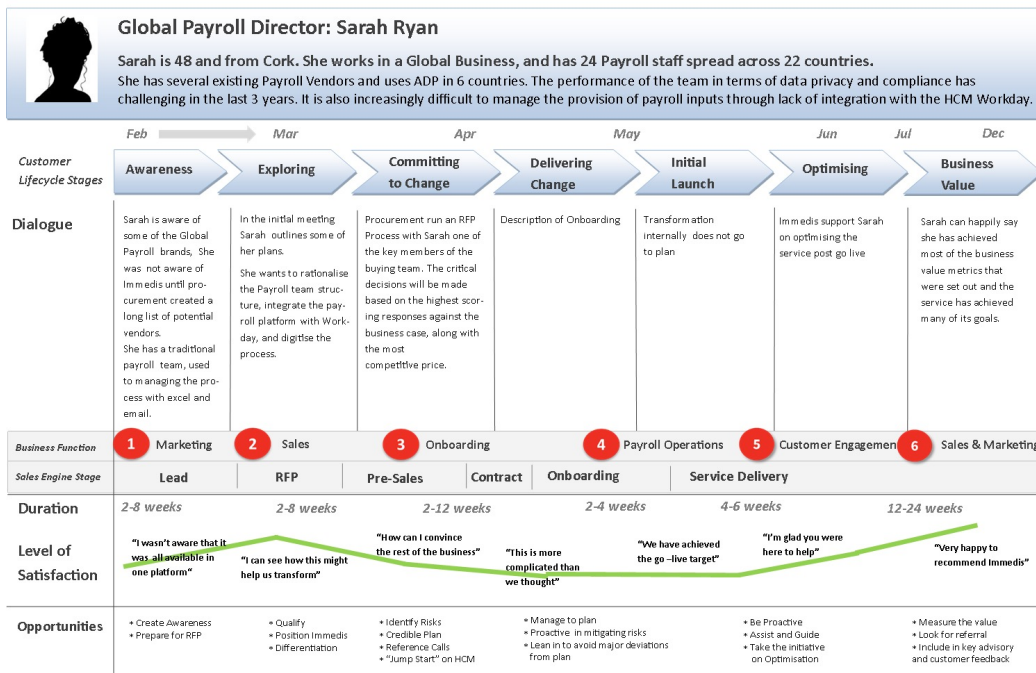 Global Payroll Director: Sarah Ryan
Sarah is 48 and from Cork. She works in a Global Business, and has 24 Payroll staff spread across 22 countries.
She has several existing Payroll Vendors and uses ADP in 6 countries. The performance of the team in terms of data privacy and compliance has
challenging in the last 3 years. It is also increasingly difficult to manage the provision of payroll inputs through lack of integration with the HCM Workday.
Feb Mar Apr May Jun Jul Dec
Customer
Lifecycle Stages
Awareness
Exploring
Committing
to Change
Delivering
Change
Initial
Launch
Optimising
Business
Value
Dialogue
Sarah is aware of
some of the Global
Payroll brands, She
was not aware of
Immedis until pro-
curement created a
long list of potential
vendors.
She has a traditional
payroll team, used
to managing the pro-
cess with excel and
email.
In the initial meeting
Sarah outlines some of
her plans.
She wants to rationalise
the Payroll team struc-
ture, integrate the pay-
roll platform with Work-
day, and digitise the
process.
Procurement run an RFP
Process with Sarah one of
the key members of the
buying team. The critical
decisions will be made
based on the highest scor-
ing responses against the
business case, along with
the most
competitive price.
Description of Onboarding
Transformation
internally does not go
to plan
Immedis support Sarah
on optimising the
service post go live
Sarah can happily say
she has achieved
most of the business
value metrics that
were set out and the
service has achieved
many of its goals.
Business Function
1 Marketing
2 Sales
3 Onboarding
4 Payroll Operations
5 Customer Engagemen
6 Sales & Marketing
Sales Engine Stage
Lead
RFP
Pre-Sales
Contract
Onboarding
Service Delivery
Duration
2-8 weeks
2-8 weeks
2-12 weeks
2-4 weeks
4-6 weeks
12-24 weeks
Level of
Satisfaction
"I wasn't aware that it
was all available in
one platform"
"I can see how this might
help us transform"
"How can I convince
the rest of the business"
"This is more
complicated than
we thought"
"We have achieved
the go –live target"
"I'm glad you were
here to help"
"Very happy to
recommend Immedis"
Opportunities
* Create Awareness
* Prepare for RFP
* Qualify
* Position Immedis
* Differentiation
* Identify Risks
* Credible Plan
* Reference Calls
* "Jump Start" on HCM
* Manage to plan
* Proactive in mitigating risks
* Lean in to avoid major deviations
from plan
* Be Proactive
* Assist and Guide
* Take the initiative
on Optimisation
* Measure the value
* Look for referral
* Include in key advisory
and customer feedback